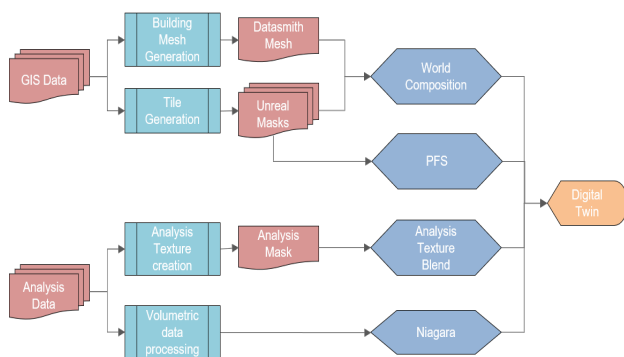 Building
Mesh
Generation
Datasmith
Mesh
GIS Data
World
Composition
Tile
Generation
Unreal
Masks
PFS
Digital
Twin
Analysis
Texture
creation
Analysis
Mask
Analysis
Texture
Blend
Analysis
Data
Volumetric
data
processing
Niagara